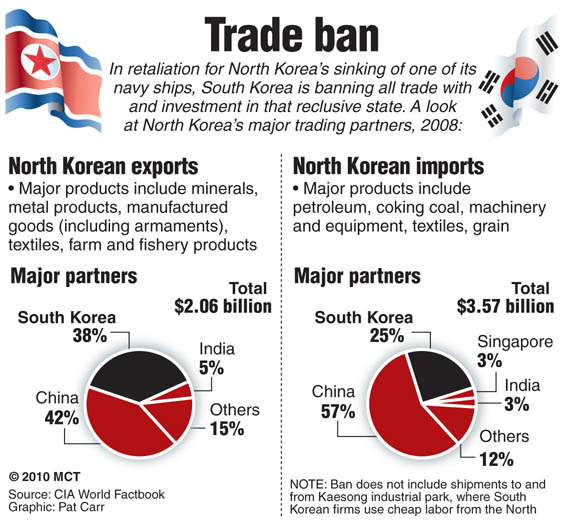 Trade ban
In retaliation for North Korea's sinking of one of its
navy ships, South Korea is banning all trade with
and investment in that reclusive state. A look
at North Korea's major trading partners, 2008:
North Korean exports
• Major products include minerals,
metal products, manufactured
goods (including armaments),
textiles, farm and fishery products
Major partners
Total
$2.06 billion
South Korea
38%
India
5%
China
42%
Others
15%
© 2010 MCT
Source: CIA World Factbook
Graphic: Pat Carr
North Korean imports
• Major products include
petroleum, coking coal, machinery
and equipment, textiles, grain
Major partners
Total
$3.57 billion
South Korea
25%
Singapore
3%
India
3%
China
57%
Others
12%
NOTE: Ban does not include shipments to and
from Kaesong industrial park, where South
Korean firms use cheap labor from the North